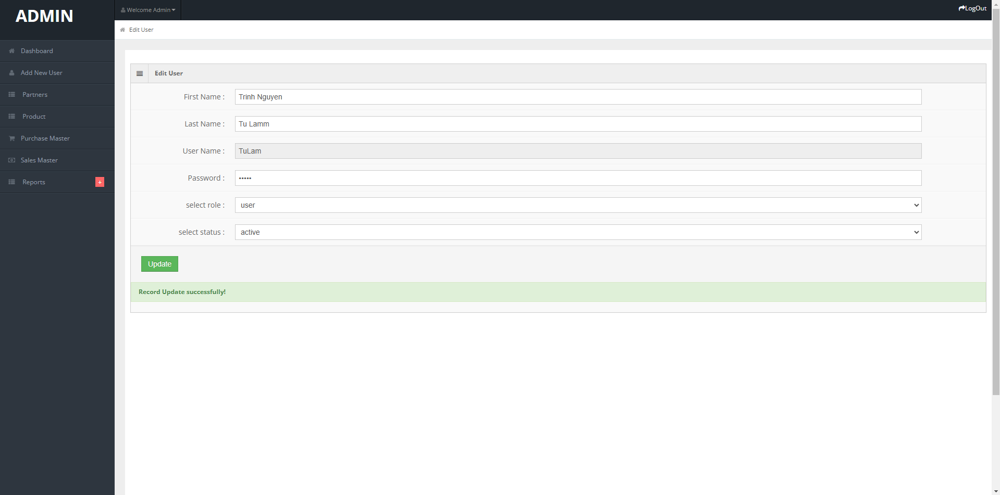 ADMIN
Welcome Admin
LogOut
Edit User
Dashboard
Add New User
Partners
Product
Purchase Master
Sales Master
Reports
+
Edit User
First Name :
Trinh Nguyen
Last Name :
Tu Lamm
User Name :
TuLam
Password :
•••••
select role :
user
select status :
active
Update
Record Update successfully!